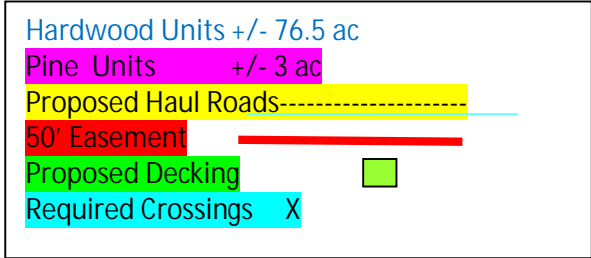 Hardwood Units +/- 76.5 ac
Pine Units +/- 3 ac
Proposed Haul Roads---------------------
50' Easement
Proposed Decking
Required Crossings X